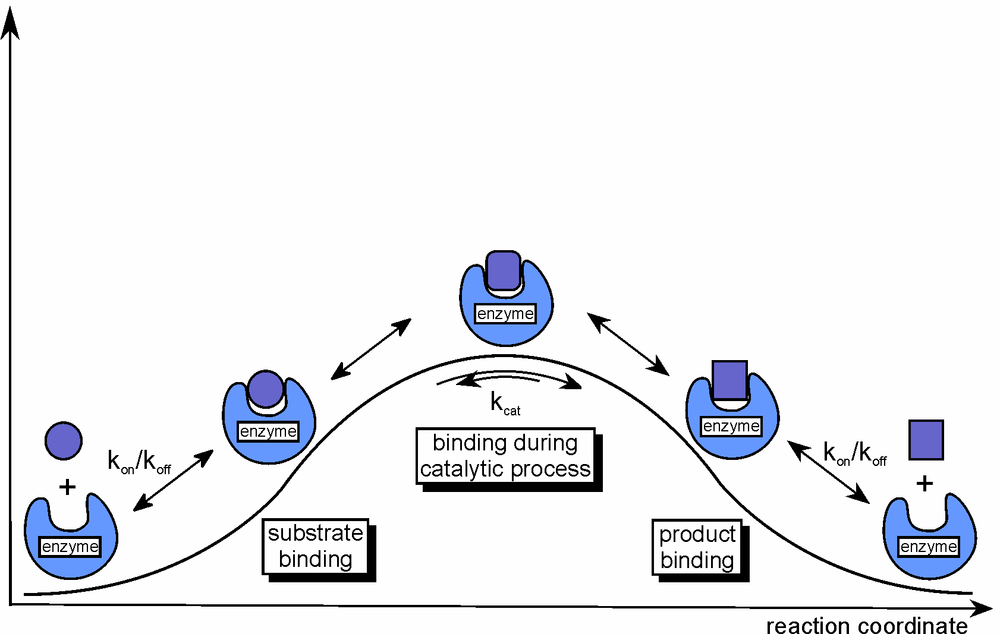 enzyme
enzyme
k_cat
binding during
catalytic process
enzyme
k_on/k_off
+
enzyme
substrate
binding
enzyme
k_on/k_off
+
enzyme
product
binding
reaction coordinate